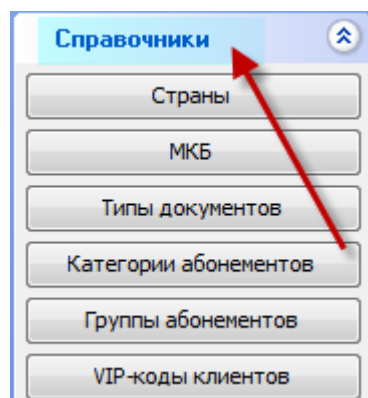 Справочники
Страны
МКБ
Типы документов
Категории абонементов
Группы абонементов
VIP-коды клиентов